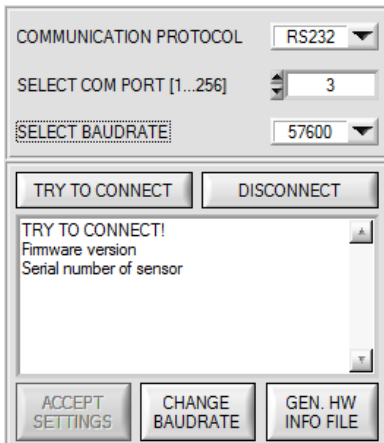 COMMUNICATION PROTOCOL RS232
SELECT COM PORT [1...256] 3
SELECT BAUDRATE 57600
TRY TO CONNECT DISCONNECT
TRY TO CONNECT!
Firmware version
Serial number of sensor
ACCEPT SETTINGS
CHANGE BAUDRATE
GEN. HW INFO FILE